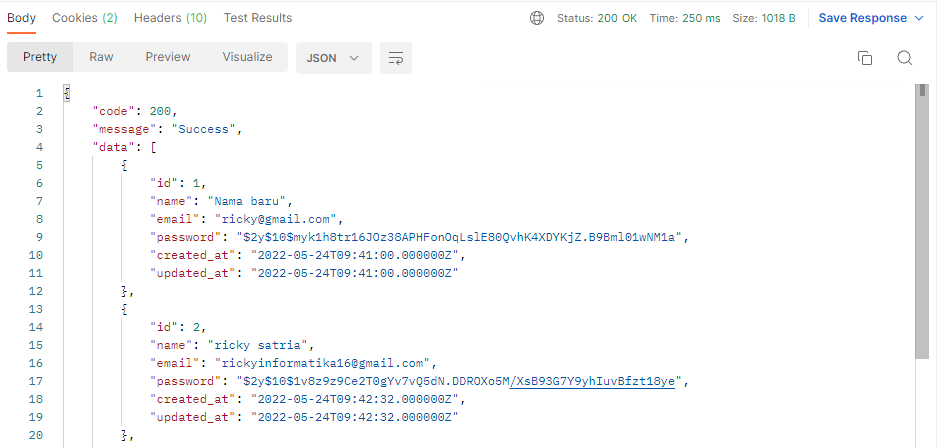 Body Cookies (2) Headers (10) Test Results Status: 200 OK Time: 250 ms Size: 1018 B Save Response
Pretty Raw Preview Visualize JSON
1 {
2 "code": 200,
3 "message": "Success",
4 "data": [
5 {
6 "id": 1,
7 "name": "Nama baru",
8 "email": "ricky@gmail.com",
9 "password": "$2y$10$myk1h8tr16JOz38APHFonOqLslE80QvhK4XDYKjZ.B9Bml01wNM1a",
10 "created_at": "2022-05-24T09:41:00.000000Z",
11 "updated_at": "2022-05-24T09:41:00.000000Z"
12 },
13 {
14 "id": 2,
15 "name": "ricky satria",
16 "email": "rickyinformatika16@gmail.com",
17 "password": "$2y$10$1v8z9z9Ce2T0gYv7vQ5dN.DDROXo5M/XsB93G7Y9yhIuvBfzt18ye",
18 "created_at": "2022-05-24T09:42:32.000000Z",
19 "updated_at": "2022-05-24T09:42:32.000000Z"
20 },